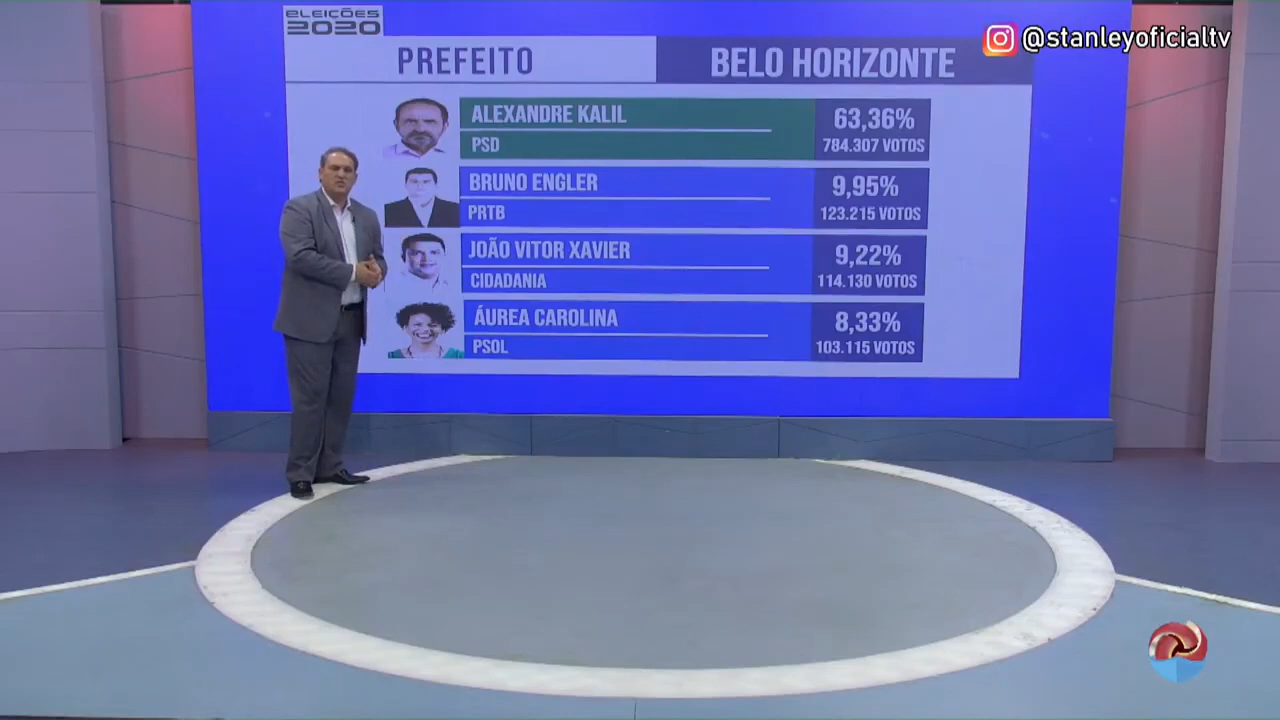 ELEIÇÕES
2020
@stanleyoficialtv
PREFEITO
BELO HORIZONTE
ALEXANDRE KALIL
PSD
63,36%
784.307 VOTOS
BRUNO ENGLER
PRTB
9,95%
123.215 VOTOS
JOÃO VITOR XAVIER
CIDADANIA
9,22%
114.130 VOTOS
ÁUREA CAROLINA
PSOL
8,33%
103.115 VOTOS